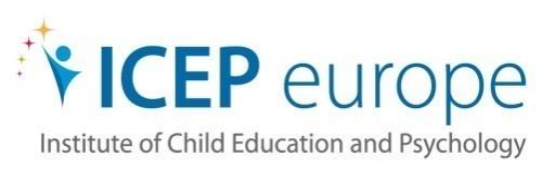 ICEP europe
Institute of Child Education and Psychology